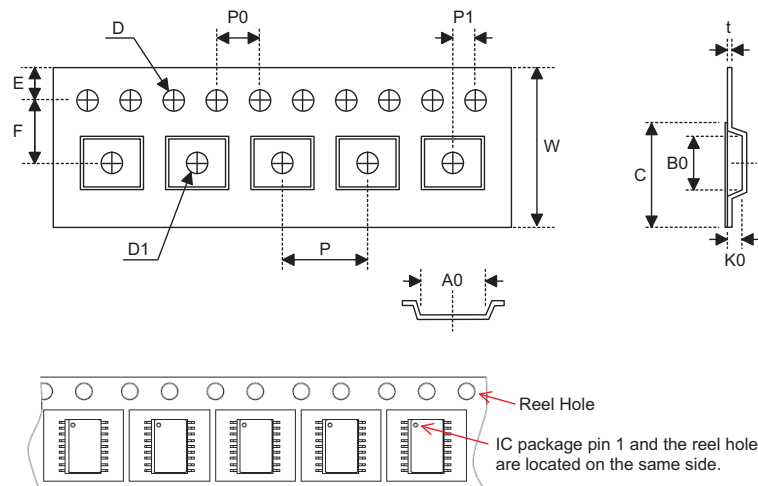 P0
P1
t
D
E
F
W
B0
C
D1
P
K0
A0
Reel Hole
IC package pin 1 and the reel hole
are located on the same side.